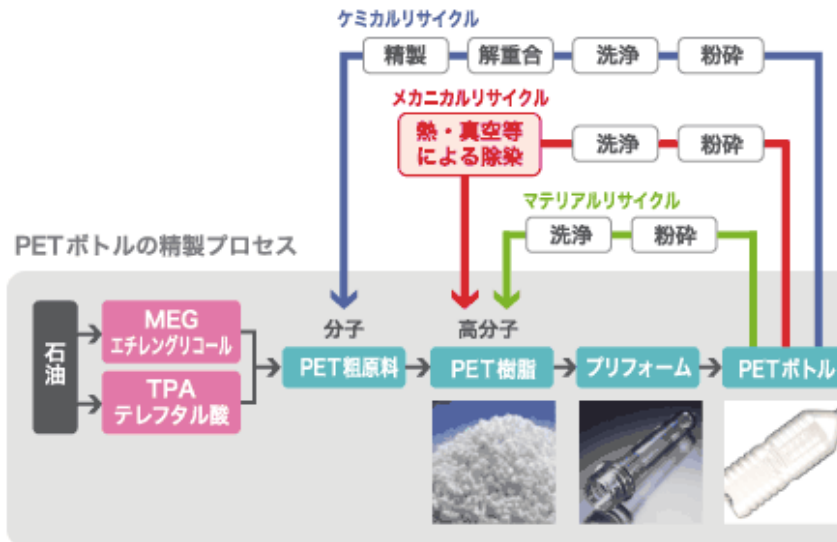 ケミカルリサイクル
精製
解重合
洗浄
粉砕
メカニカルリサイクル
熱・真空等
による除染
洗浄
粉砕
マテリアルリサイクル
洗浄
粉砕
PETボトルの精製プロセス
石油
MEG
エチレングリコール
TPA
テレフタル酸
分子
PET粗原料
高分子
PET樹脂
プリフォーム
PETボトル